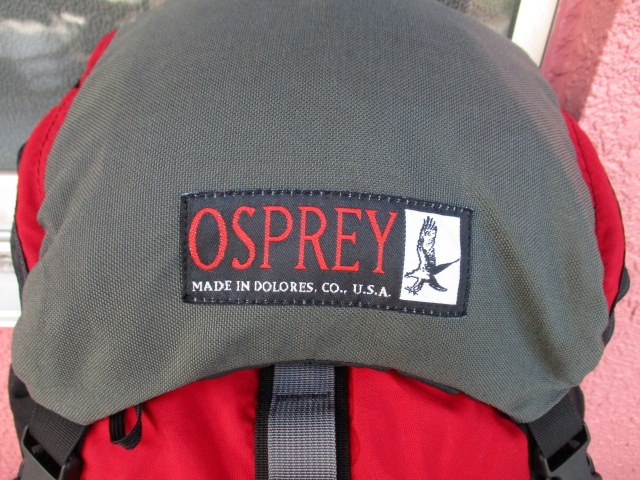 OSPREY
MADE IN DOLORES, CO., U.S.A.